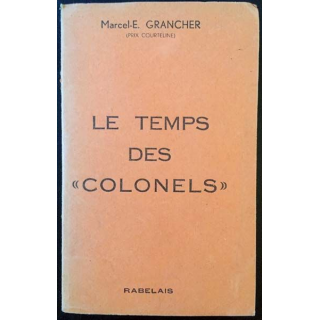 Marcel-E. GRANCHER
(PRIX COURTELINE)
LE TEMPS
DES
«COLONELS»
RABELAIS